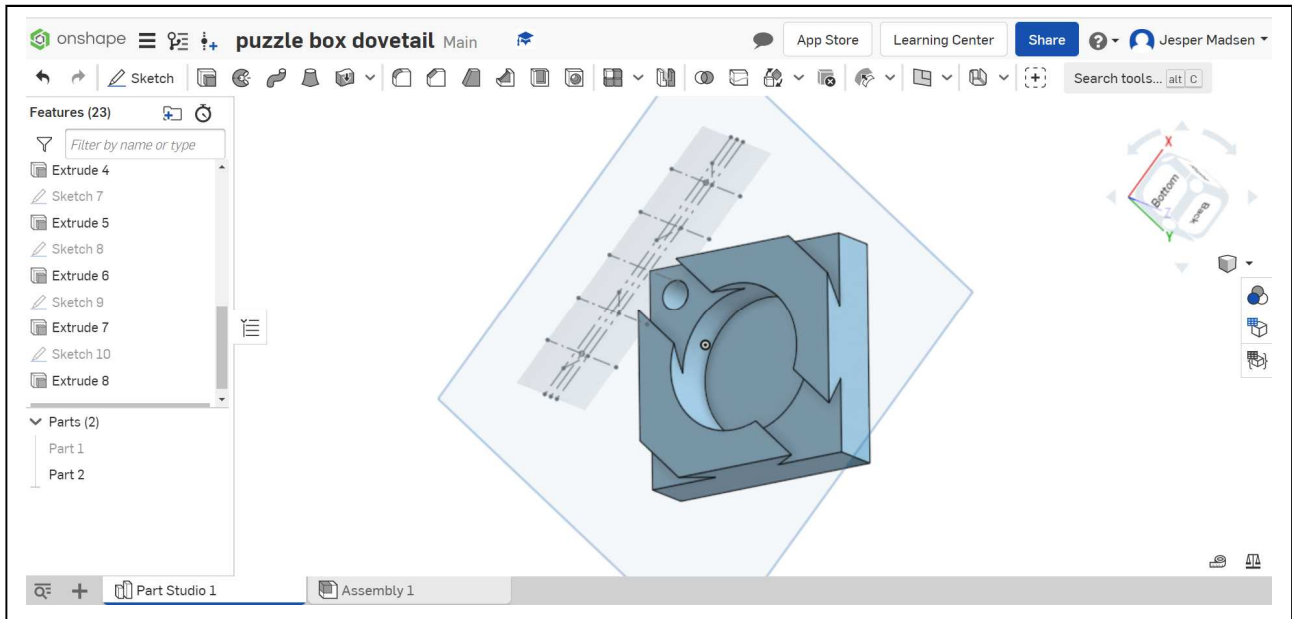 onshape puzzle box dovetail Main App Store Learning Center Share Jesper Madsen
Sketch Search tools... alt C
Features (23)
Filter by name or type
Extrude 4
Sketch 7
Extrude 5
Sketch 8
Extrude 6
Sketch 9
Extrude 7
Sketch 10
Extrude 8
Parts (2)
Part 1
Part 2
X
Bottom
Back
Z
Y
Part Studio 1 Assembly 1